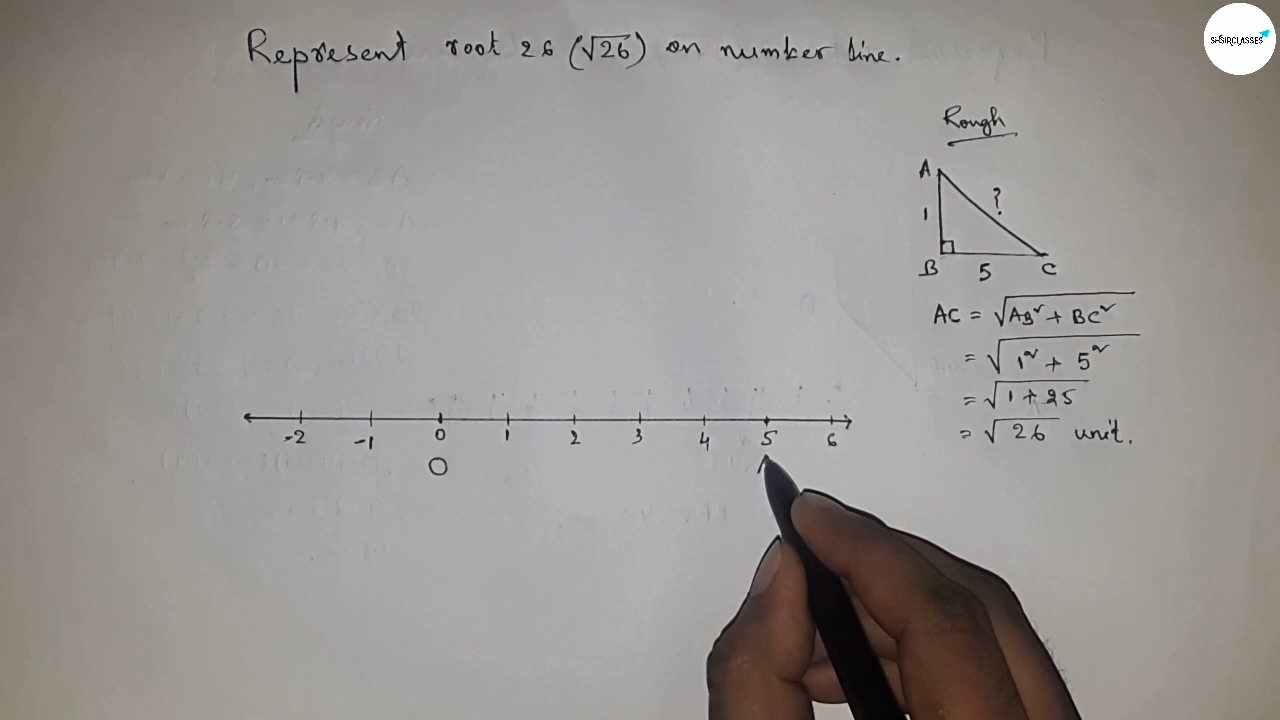 Represent root 26 (√26) on number line.
SHSIRCLASSES
Rough
A
1
?
B
5
C
AC = √AB² + BC²
= √1² + 5²
= √1 + 25
= √26 unit.
-2 -1 0 1 2 3 4 5 6
O